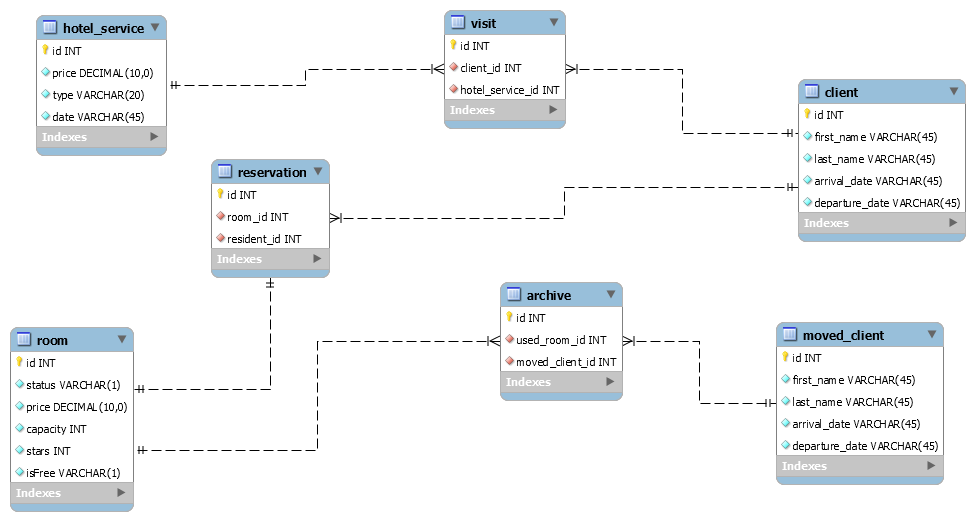 hotel_service
id INT
price DECIMAL(10,0)
type VARCHAR(20)
date VARCHAR(45)
Indexes
visit
id INT
client_id INT
hotel_service_id INT
Indexes
client
id INT
first_name VARCHAR(45)
last_name VARCHAR(45)
arrival_date VARCHAR(45)
departure_date VARCHAR(45)
Indexes
reservation
id INT
room_id INT
resident_id INT
Indexes
room
id INT
status VARCHAR(1)
price DECIMAL(10,0)
capacity INT
stars INT
isFree VARCHAR(1)
Indexes
archive
id INT
used_room_id INT
moved_client_id INT
Indexes
moved_client
id INT
first_name VARCHAR(45)
last_name VARCHAR(45)
arrival_date VARCHAR(45)
departure_date VARCHAR(45)
Indexes